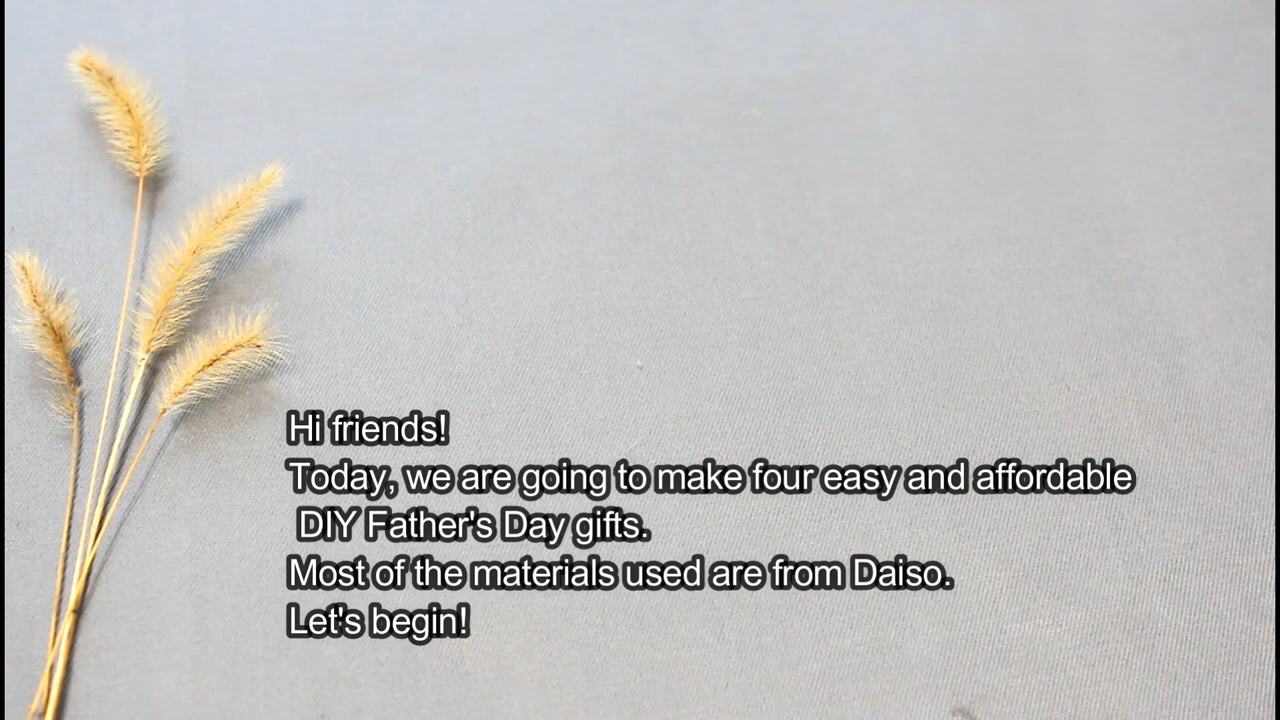 Hi friends!
Today, we are going to make four easy and affordable
DIY Father's Day gifts.
Most of the materials used are from Daiso.
Let's begin!